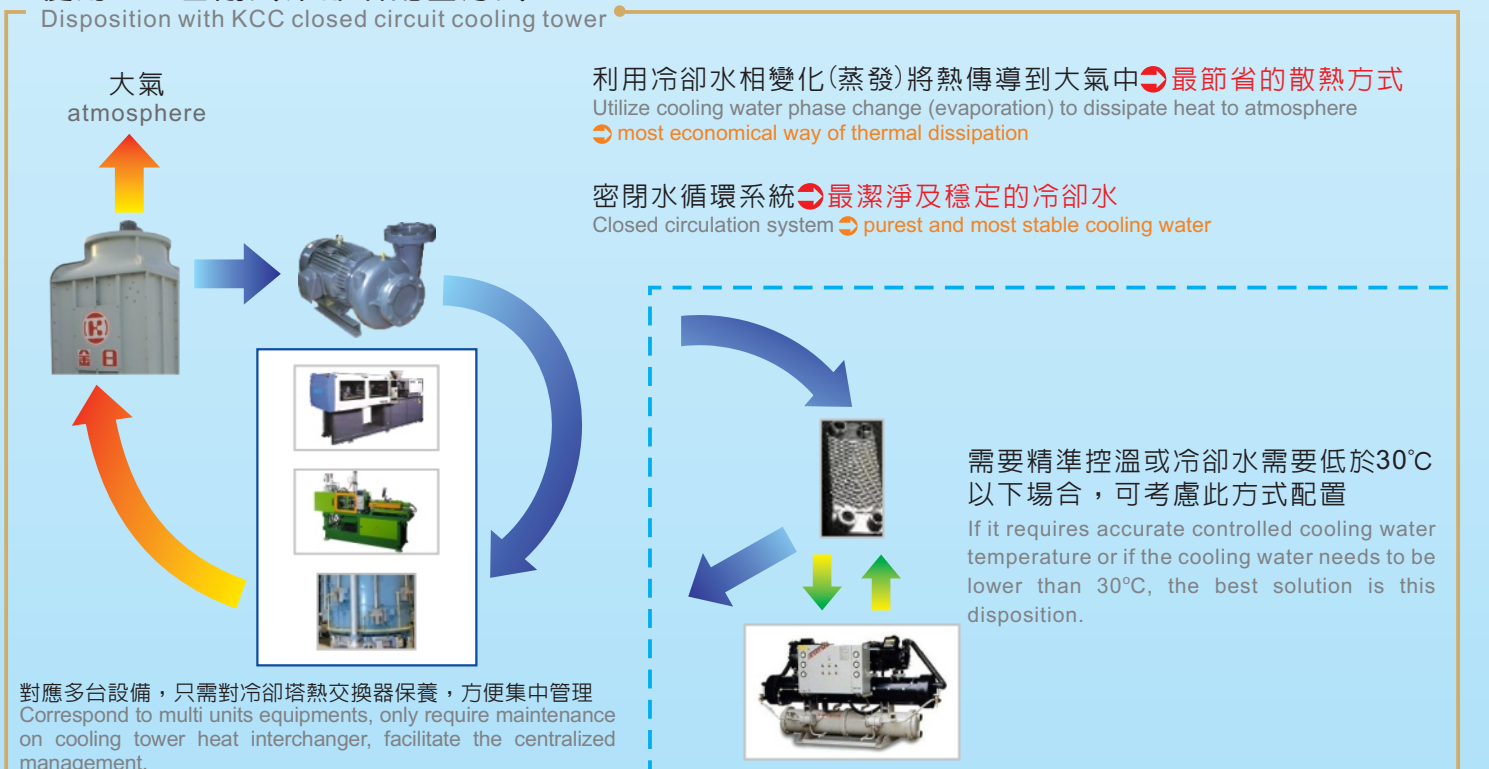 Disposition with KCC closed circuit cooling tower
大氣
atmosphere
利用冷卻水相變化(蒸發)將熱傳導到大氣中➲最節省的散熱方式
Utilize cooling water phase change (evaporation) to dissipate heat to atmosphere
➲ most economical way of thermal dissipation
密閉水循環系統➲最潔淨及穩定的冷卻水
Closed circulation system ➲ purest and most stable cooling water
金日
需要精準控溫或冷卻水需要低於30℃
以下場合，可考慮此方式配置
If it requires accurate controlled cooling water
temperature or if the cooling water needs to be
lower than 30°C, the best solution is this
disposition.
對應多台設備，只需對冷卻塔熱交換器保養，方便集中管理
Correspond to multi units equipments, only require maintenance
on cooling tower heat interchanger, facilitate the centralized
management.